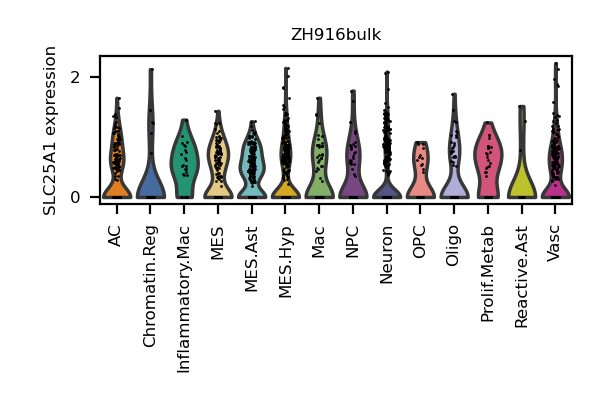 ZH916bulk
SLC25A1 expression
2
0
AC
Chromatin.Reg
Inflammatory.Mac
MES
MES.Ast
MES.Hyp
Mac
NPC
Neuron
OPC
Oligo
Prolif.Metab
Reactive.Ast
Vasc